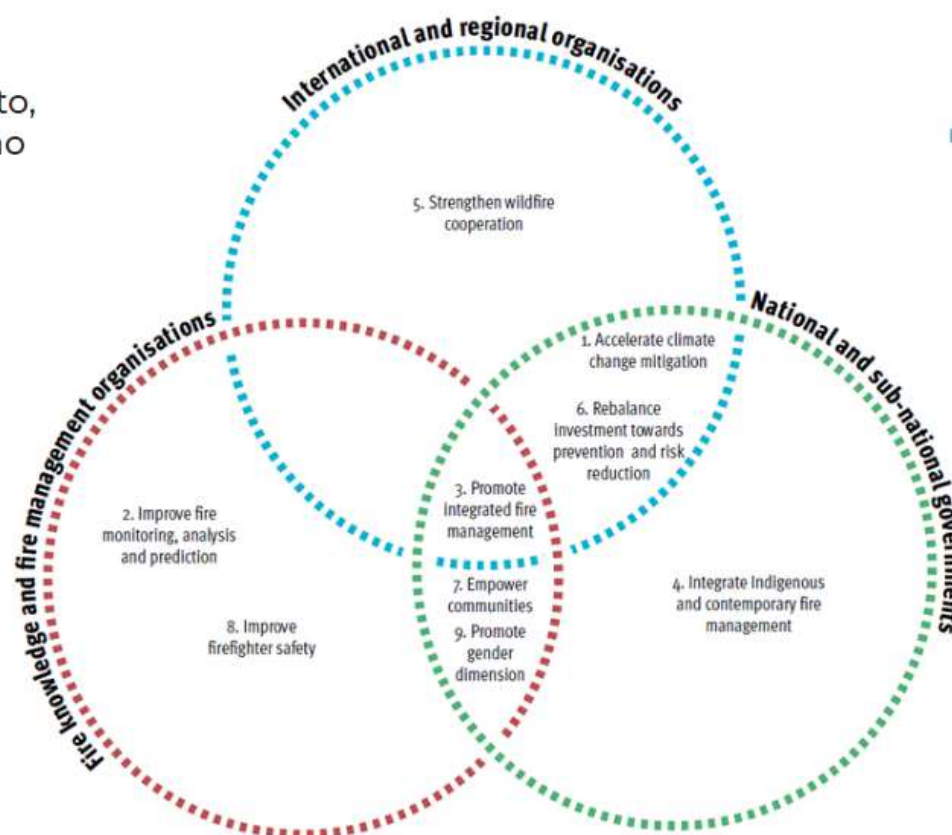 International and regional organisations
to,
no
5. Strengthen wildfire
cooperation
National and sub-national governments
1. Accelerate climate
change mitigation
6. Rebalance
investment towards
prevention and risk
reduction
Fire knowledge and fire management organisations
3. Promote
integrated fire
management
2. Improve fire
monitoring, analysis
and prediction
7. Empower
communities
4. Integrate Indigenous
and contemporary fire
management
8. Improve
firefighter safety
9. Promote
gender
dimension